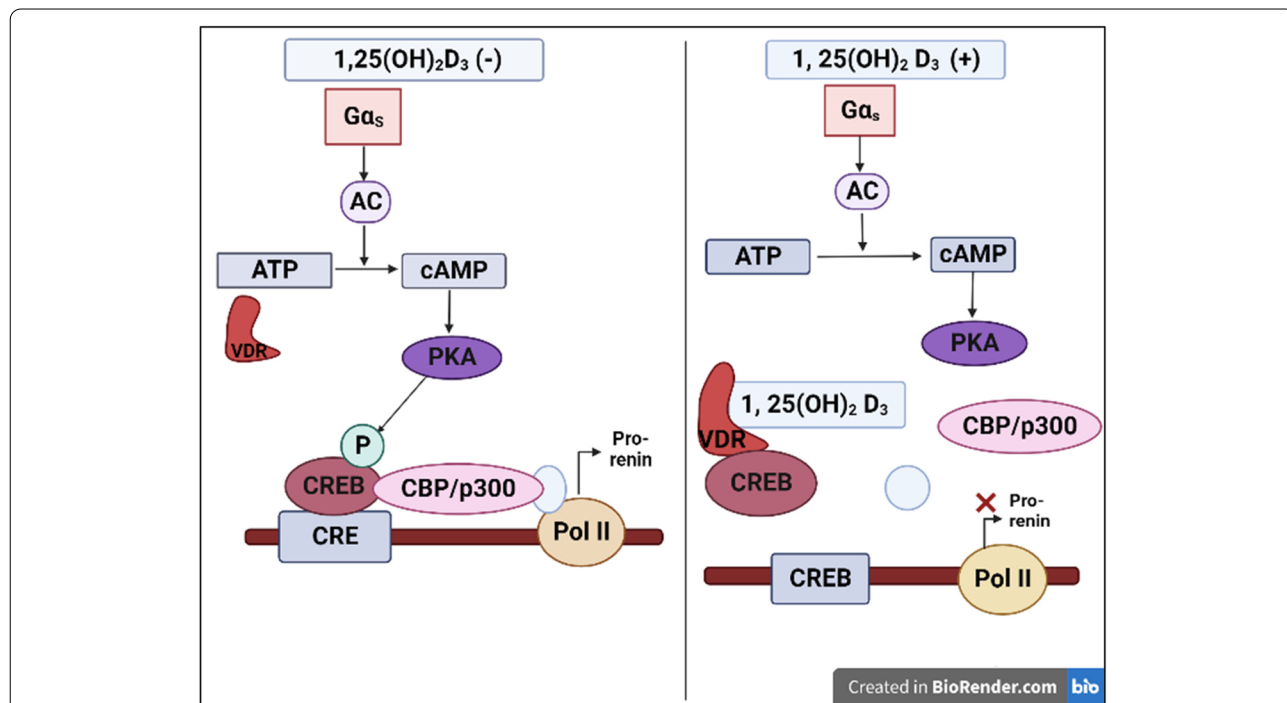 1,25(OH)₂D₃ (-)
Gαₛ
AC
ATP
cAMP
VDR
PKA
P
CREB
CBP/p300
Pro-
renin
CRE
Pol II
1, 25(OH)₂ D₃ (+)
Gαₛ
AC
ATP
cAMP
PKA
1, 25(OH)₂ D₃
VDR
CBP/p300
CREB
Pro-
renin
CREB
Pol II
Created in BioRender.com bio